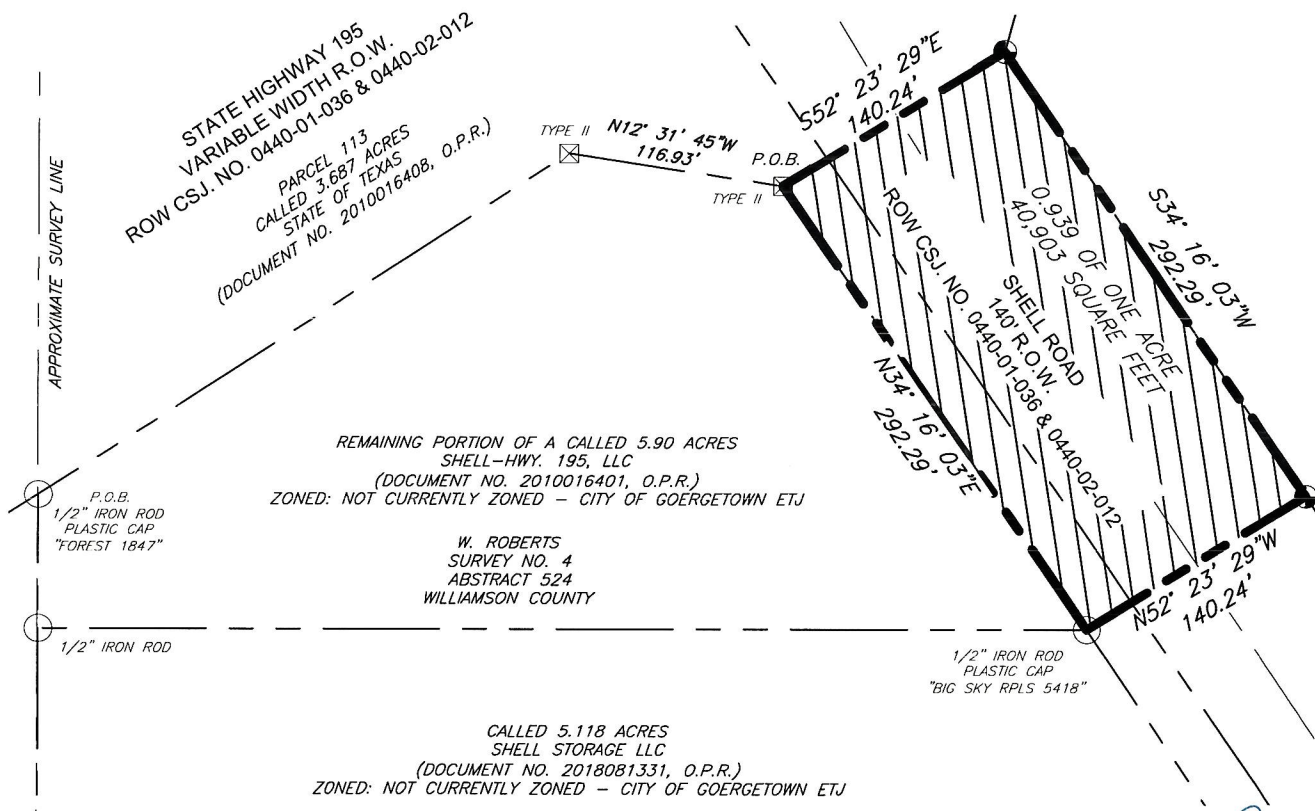 STATE HIGHWAY 195
VARIABLE WIDTH R.O.W.
ROW CSJ. NO. 0440-01-036 & 0440-02-012
PARCEL 113
CALLED 3.687 ACRES
STATE OF TEXAS
(DOCUMENT NO. 2010016408, O.P.R.)
APPROXIMATE SURVEY LINE
TYPE II
N12° 31' 45"W
116.93'
P.O.B.
TYPE II
S52° 23' 29"E
140.24'
S34° 16' 03"W
292.29'
0.939 OF ONE ACRE
40,903 SQUARE FEET
SHELL ROAD
140' R.O.W.
ROW CSJ. NO. 0440-01-036 & 0440-02-012
N34° 16' 03"E
292.29'
N52° 23' 29"W
140.24'
REMAINING PORTION OF A CALLED 5.90 ACRES
SHELL-HWY. 195, LLC
(DOCUMENT NO. 2010016401, O.P.R.)
ZONED: NOT CURRENTLY ZONED - CITY OF GOERGETOWN ETJ
P.O.B.
1/2" IRON ROD
PLASTIC CAP
"FOREST 1847"
W. ROBERTS
SURVEY NO. 4
ABSTRACT 524
WILLIAMSON COUNTY
1/2" IRON ROD
1/2" IRON ROD
PLASTIC CAP
"BIG SKY RPLS 5418"
CALLED 5.118 ACRES
SHELL STORAGE LLC
(DOCUMENT NO. 2018081331, O.P.R.)
ZONED: NOT CURRENTLY ZONED - CITY OF GOERGETOWN ETJ